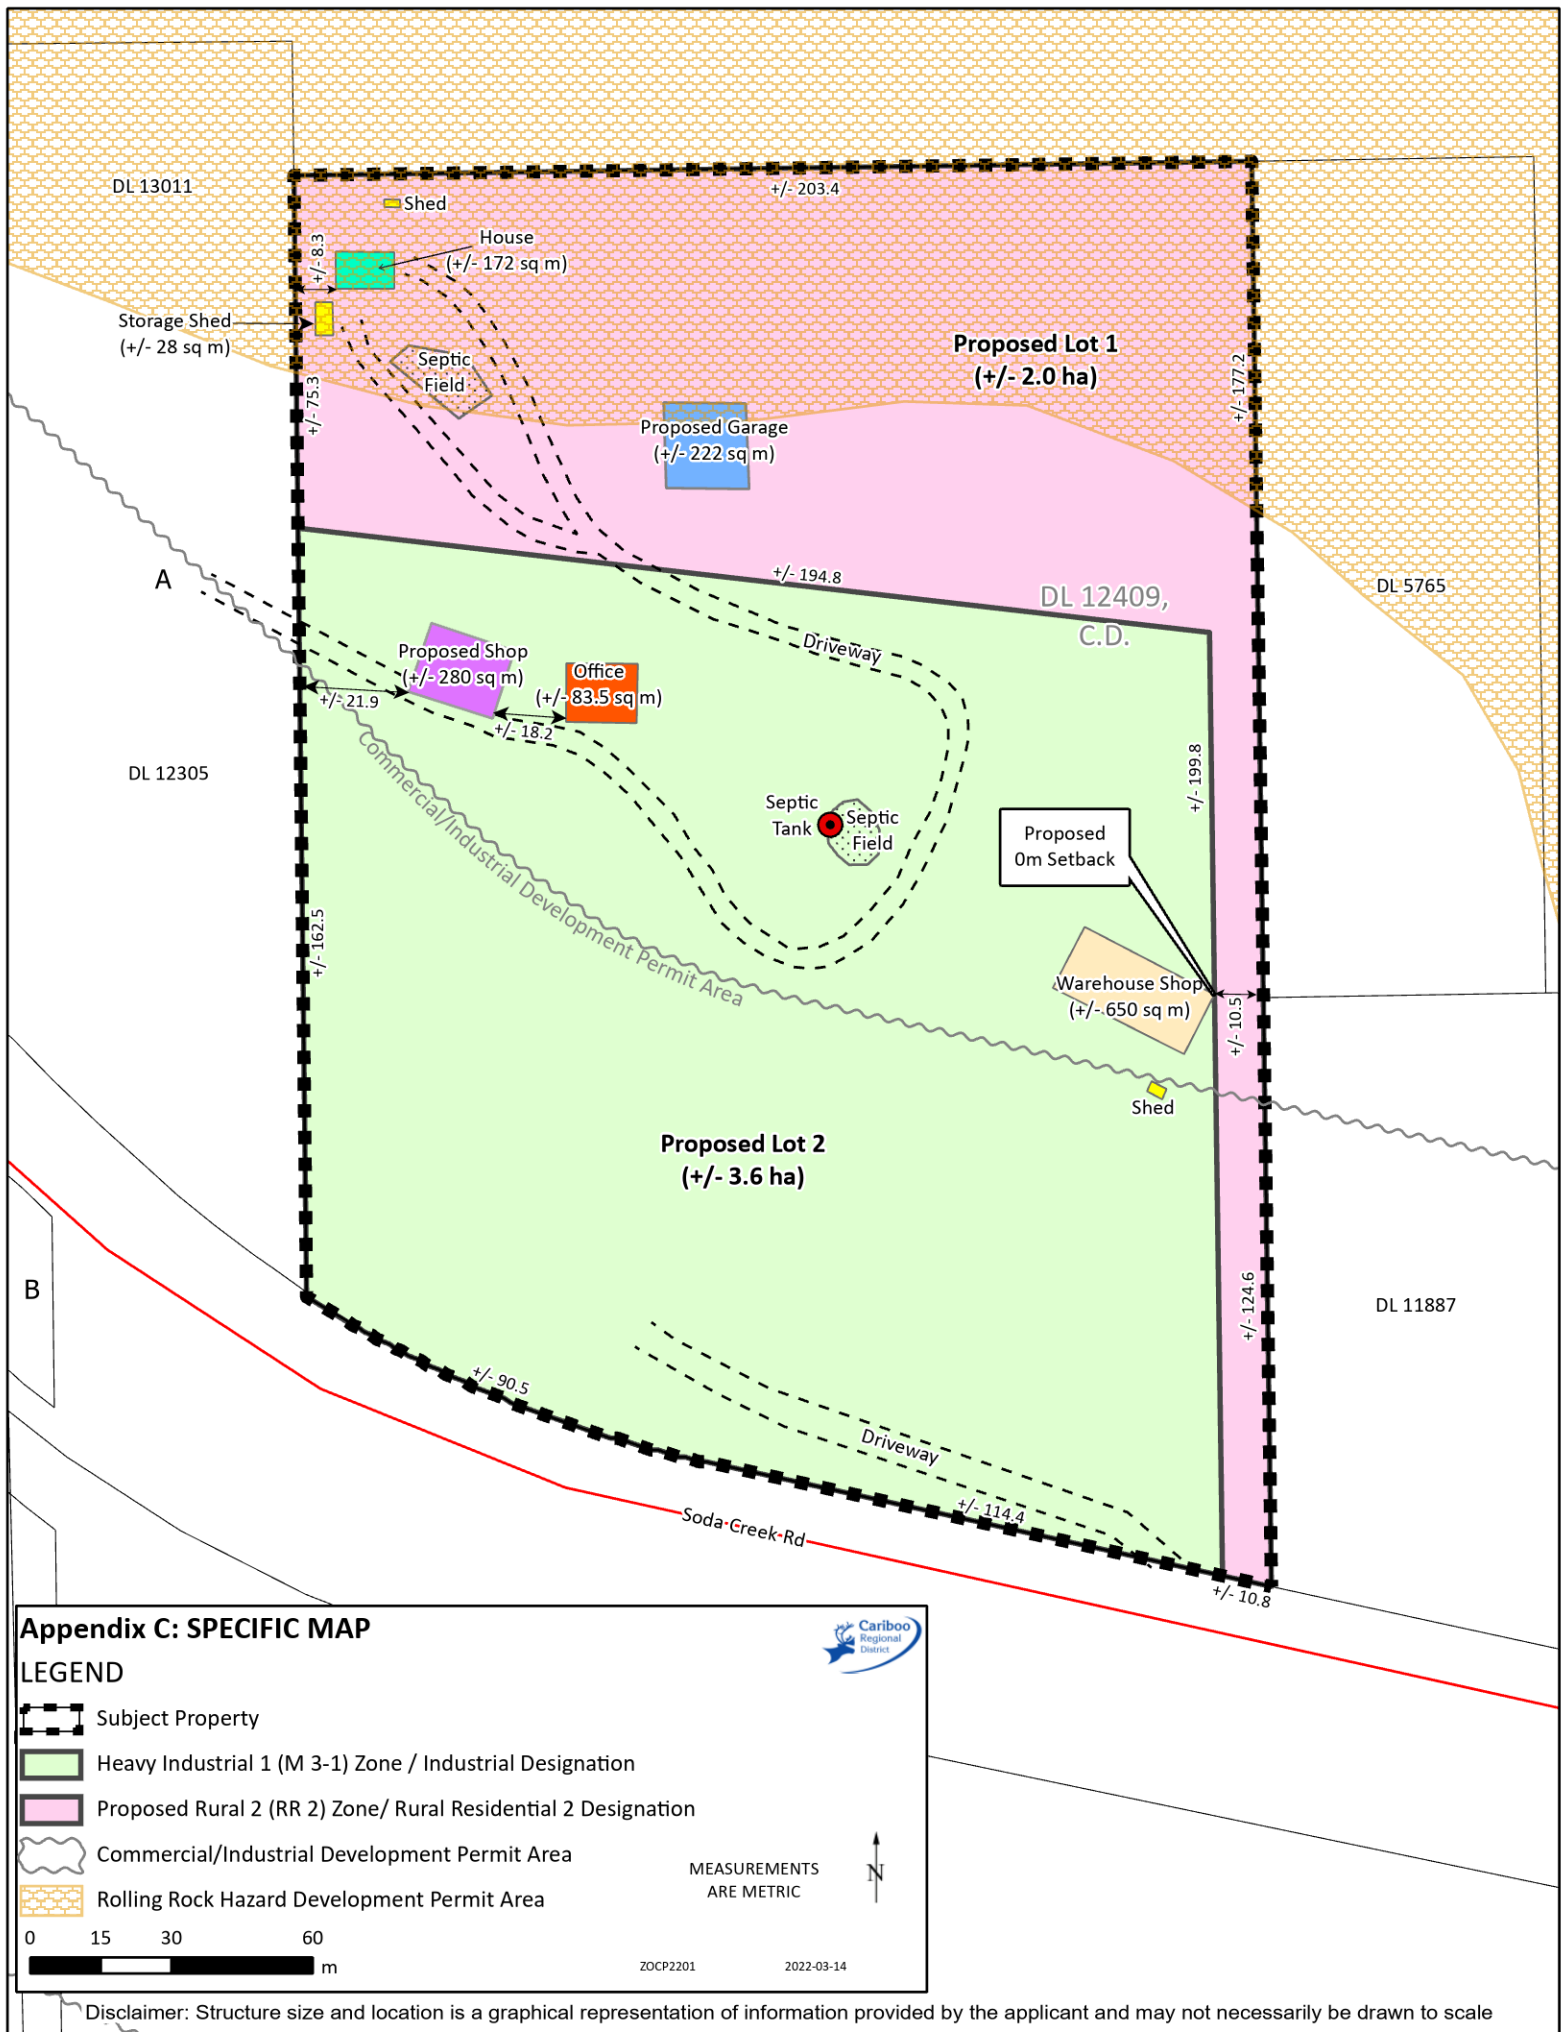 DL 13011
+/- 203.4
Shed
House
(+/- 172 sq m)
+/- 8.3
Storage Shed
(+/- 28 sq m)
Septic
Field
Proposed Lot 1
(+/- 2.0 ha)
+/- 75.3
+/- 177.2
Proposed Garage
(+/- 222 sq m)
+/- 194.8
A
DL 12409,
C.D.
DL 5765
Driveway
Proposed Shop
(+/- 280 sq m)
Office
(+/- 83.5 sq m)
+/- 21.9
+/- 18.2
DL 12305
+/- 199.8
Commercial/Industrial Development Permit Area
Septic
Tank
Septic
Field
Proposed
0m Setback
+/- 162.5
Warehouse Shop
(+/- 650 sq m)
+/- 10.5
Shed
Proposed Lot 2
(+/- 3.6 ha)
B
+/- 124.6
DL 11887
+/- 90.5
Driveway
+/- 114.4
Soda Creek Rd
+/- 10.8
Appendix C: SPECIFIC MAP
Cariboo
Regional
District
LEGEND
Subject Property
Heavy Industrial 1 (M 3-1) Zone / Industrial Designation
Proposed Rural 2 (RR 2) Zone/ Rural Residential 2 Designation
Commercial/Industrial Development Permit Area
Rolling Rock Hazard Development Permit Area
MEASUREMENTS
ARE METRIC
N
0 15 30 60
m
ZOCP2201
2022-03-14
Disclaimer: Structure size and location is a graphical representation of information provided by the applicant and may not necessarily be drawn to scale